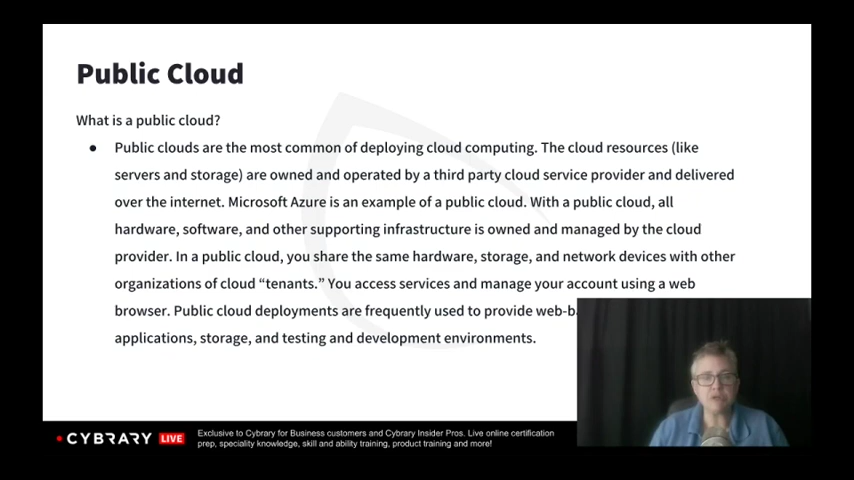 Public Cloud
What is a public cloud?
● Public clouds are the most common of deploying cloud computing. The cloud resources (like
servers and storage) are owned and operated by a third party cloud service provider and delivered
over the internet. Microsoft Azure is an example of a public cloud. With a public cloud, all
hardware, software, and other supporting infrastructure is owned and managed by the cloud
provider. In a public cloud, you share the same hardware, storage, and network devices with other
organizations of cloud “tenants.” You access services and manage your account using a web
browser. Public cloud deployments are frequently used to provide
applications, storage, and testing and development environments.
CYBRARY LIVE
Exclusive to Cybrary for Business customers and Cybrary Insider Pros. Live online certification
prep, speciality knowledge, skill and ability training, product training and more!